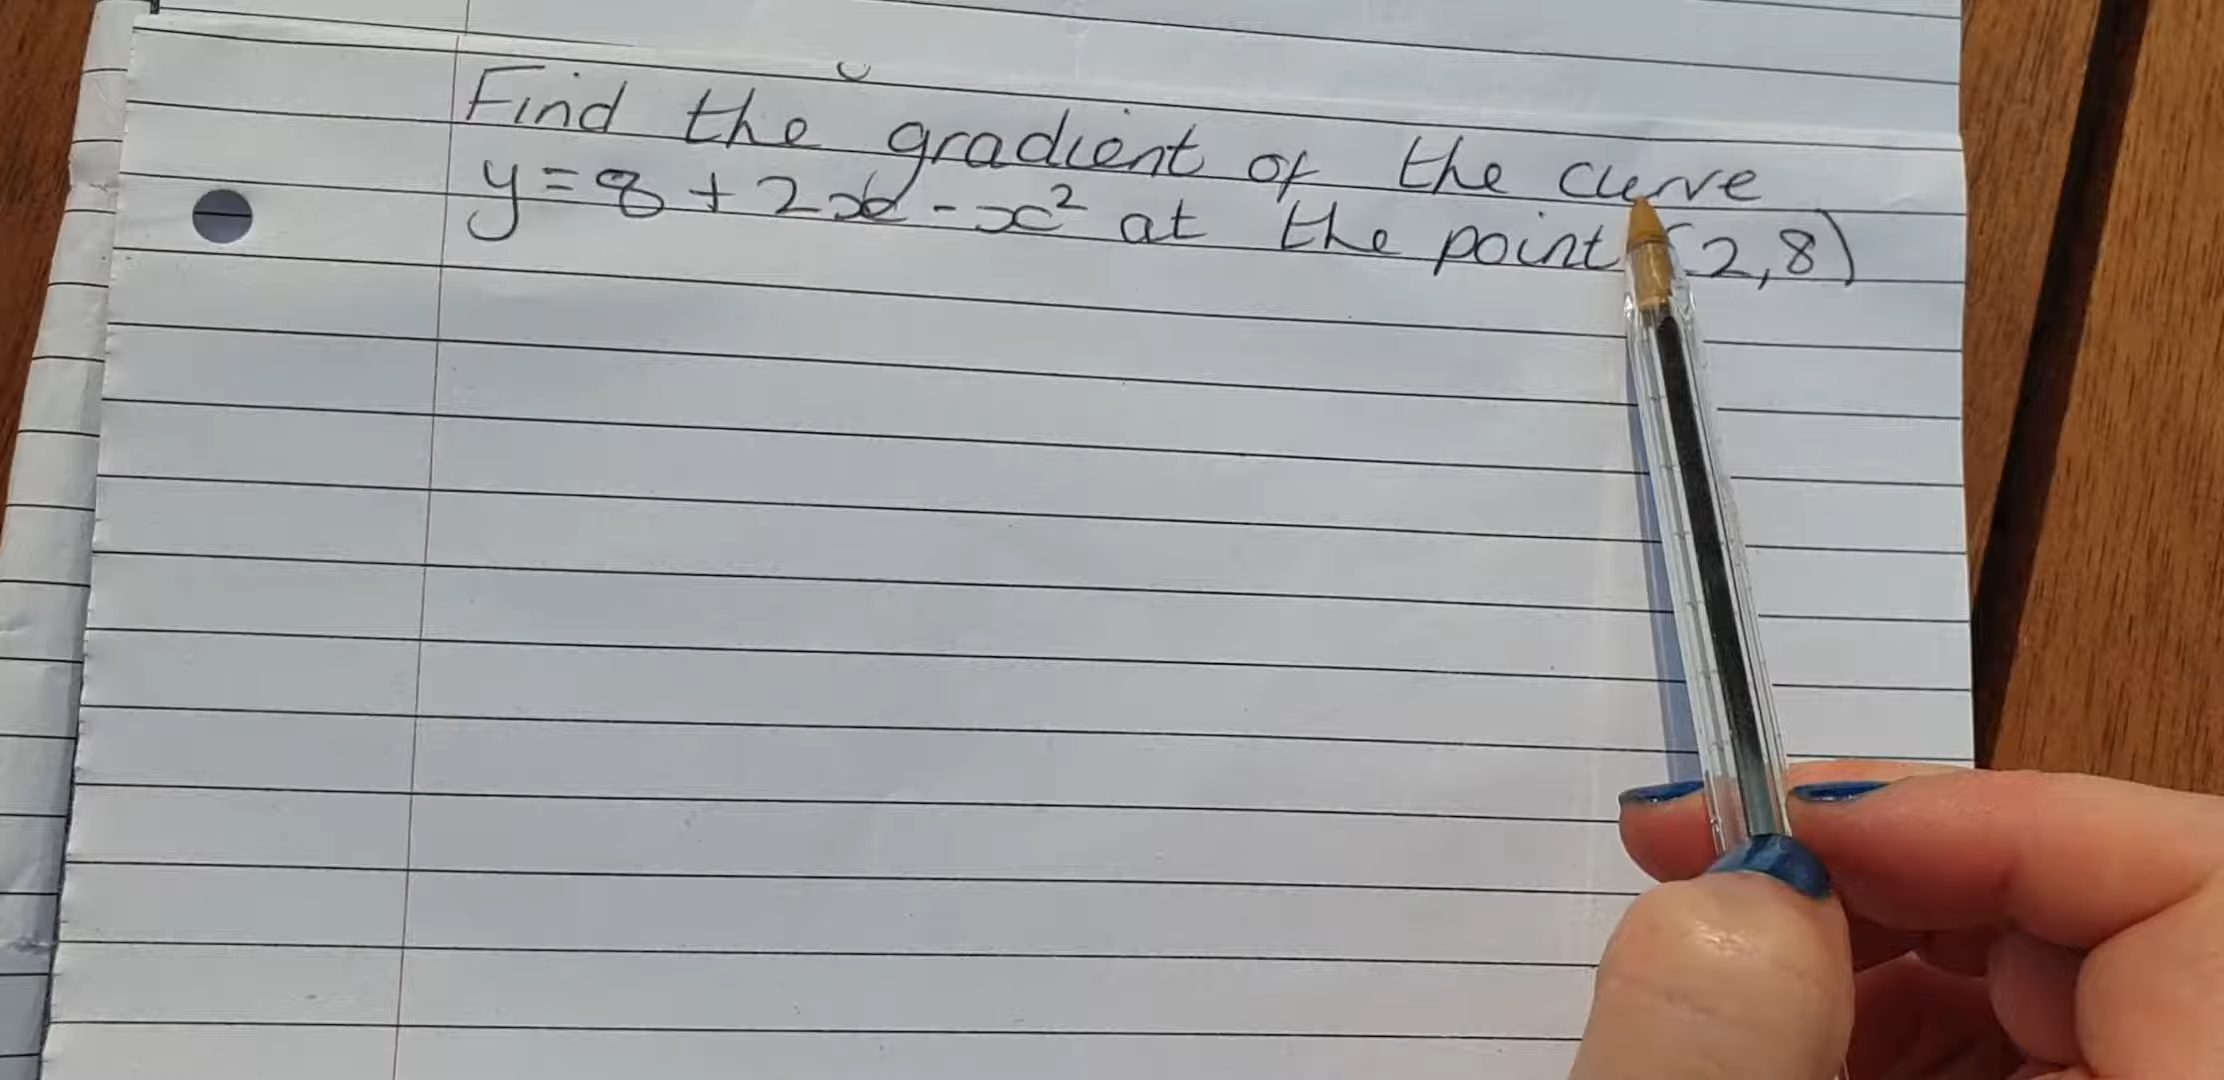 Find the gradient of the curve
y = 8 + 2x - x² at the point (2,8)